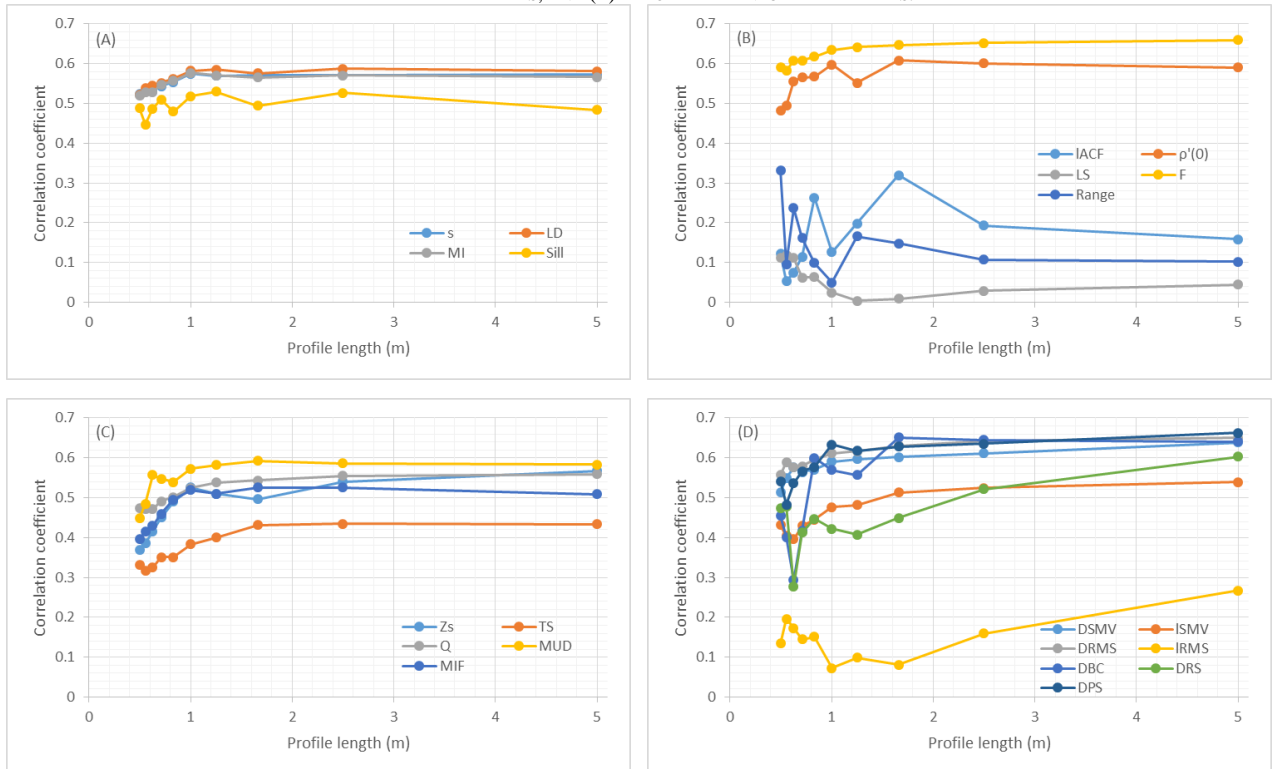 (A)
0.7
0.6
0.5
0.4
0.3
0.2
0.1
0
Correlation coefficient
s LD
MI Sill
0 1 2 3 4 5
Profile length (m)
(B)
0.7
0.6
0.5
0.4
0.3
0.2
0.1
0
Correlation coefficient
lACF ρ'(0)
LS F
Range
0 1 2 3 4 5
Profile length (m)
(C)
0.7
0.6
0.5
0.4
0.3
0.2
0.1
0
Correlation coefficient
Zs TS
Q MUD
MIF
0 1 2 3 4 5
Profile length (m)
(D)
0.7
0.6
0.5
0.4
0.3
0.2
0.1
0
Correlation coefficient
DSMV lSMV
DRMS lRMS
DBC DRS
DPS
0 1 2 3 4 5
Profile length (m)